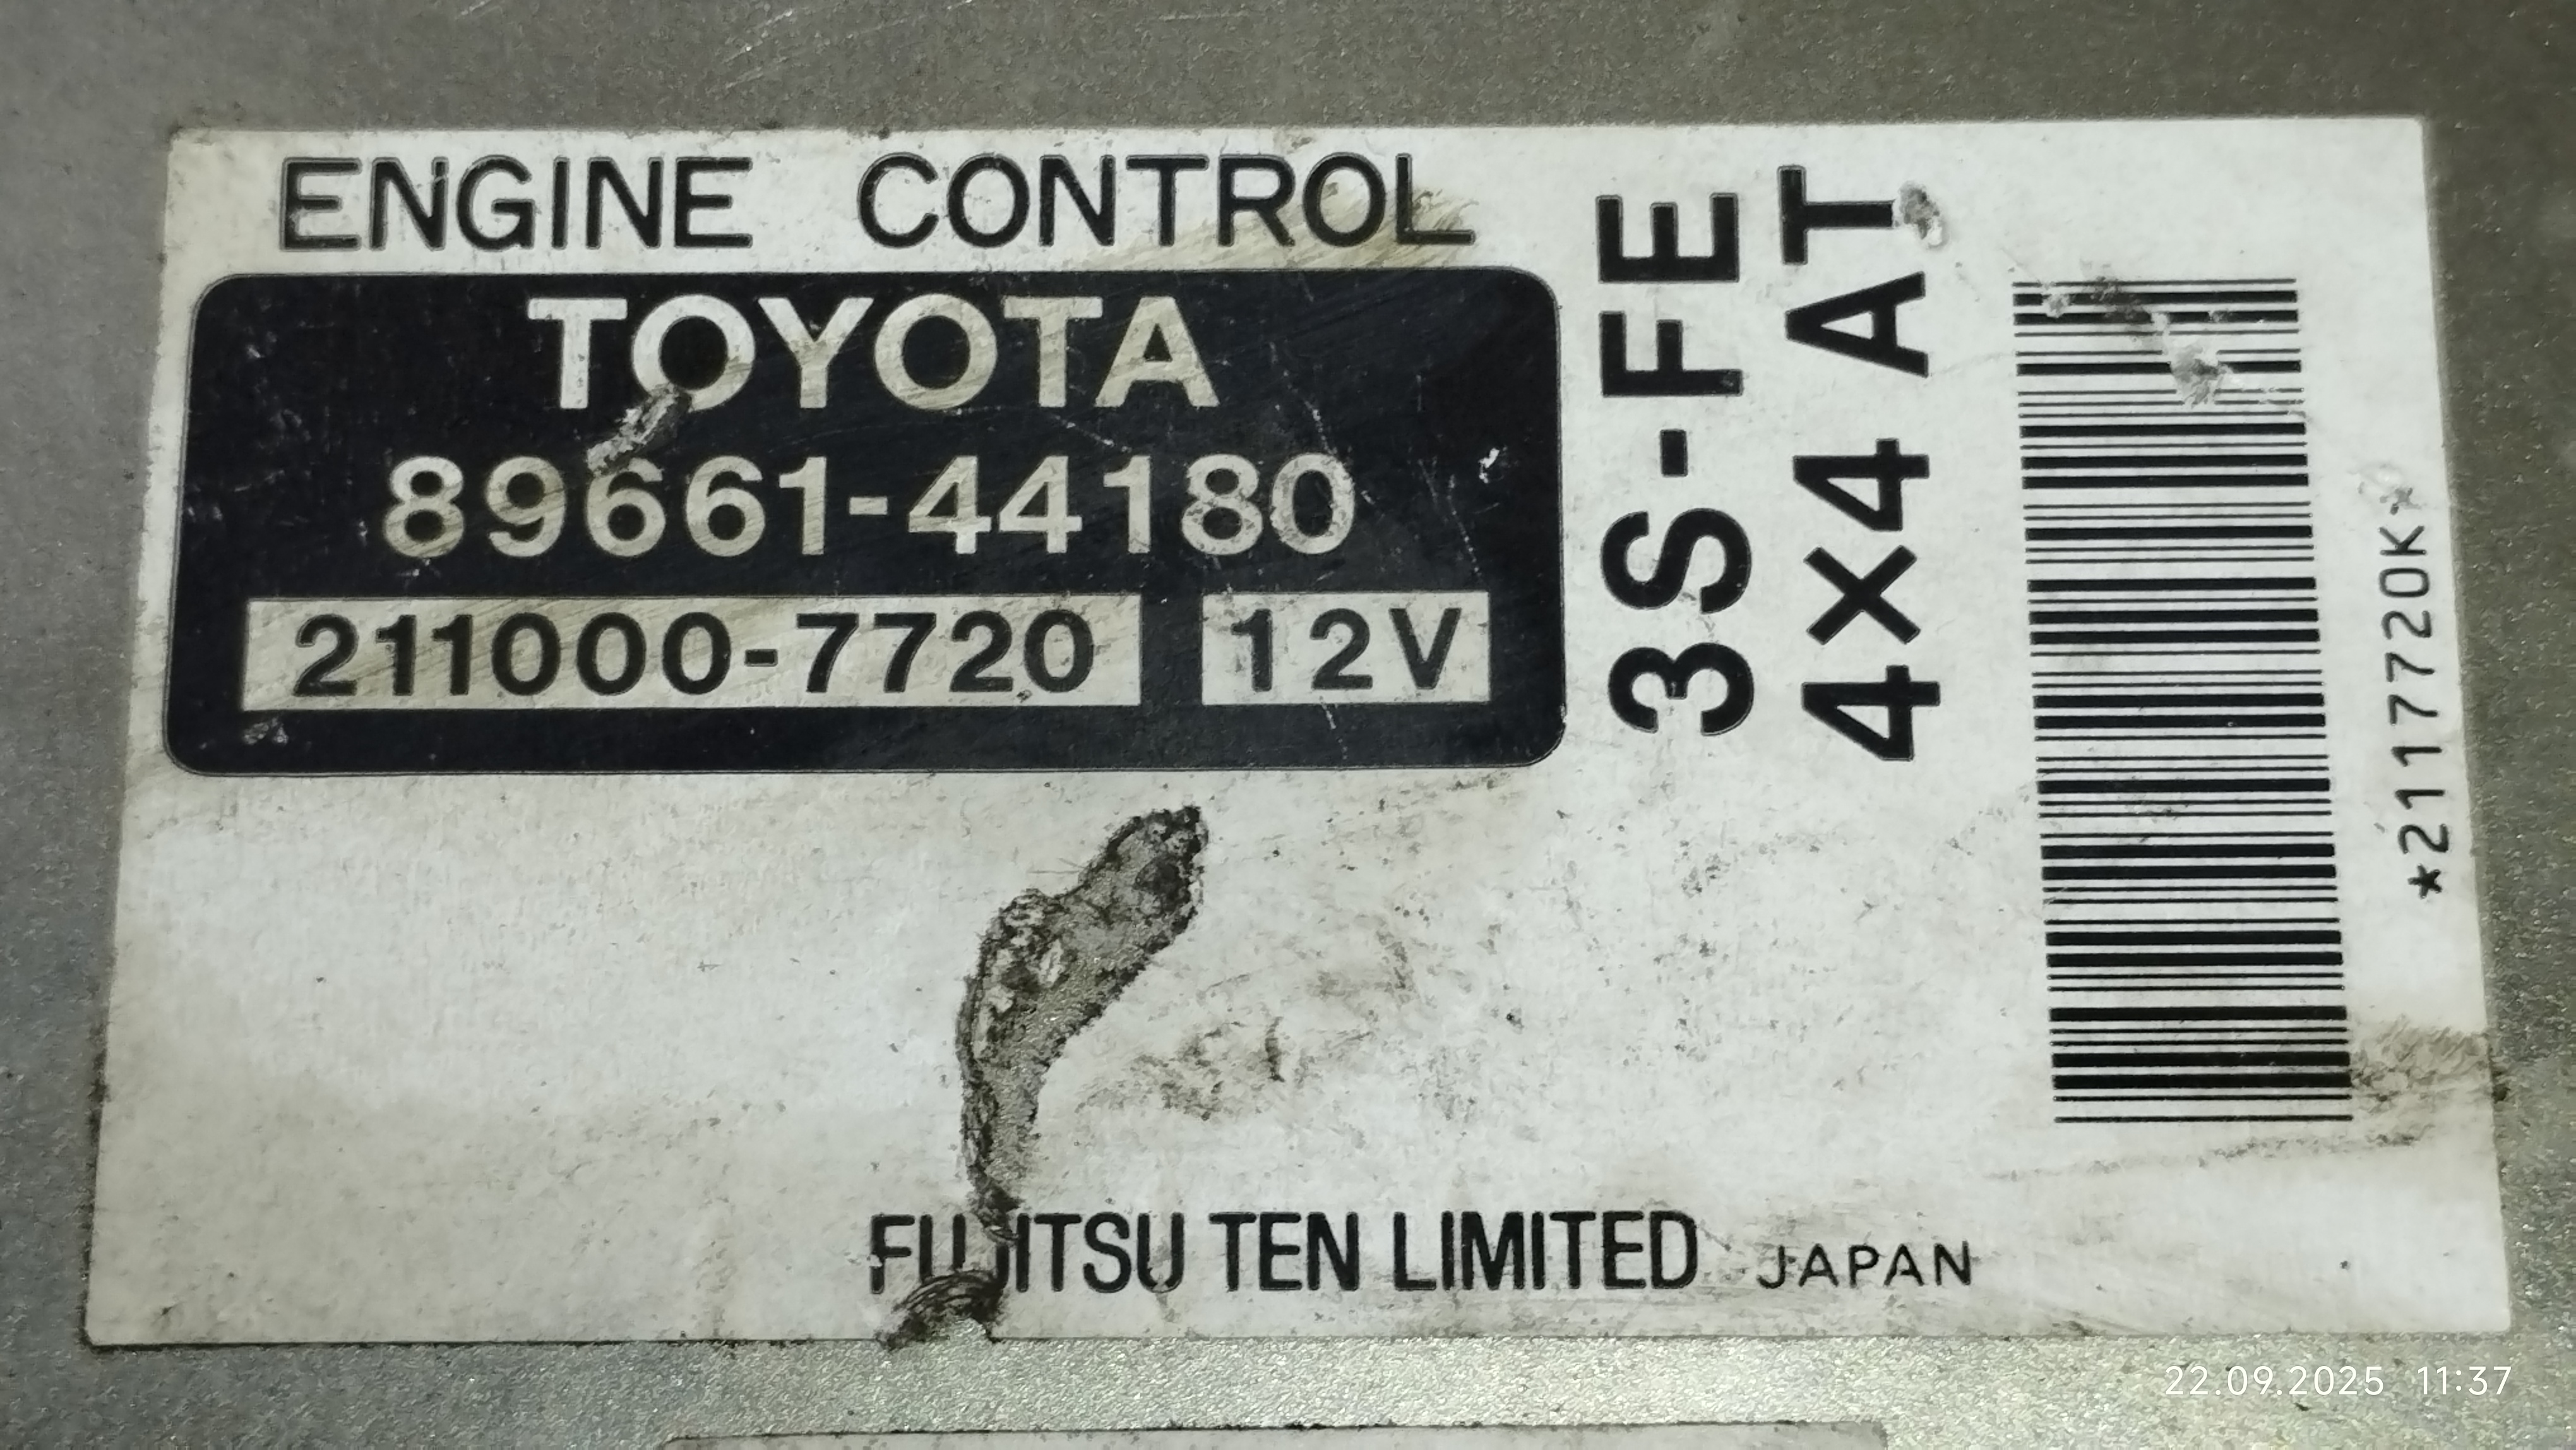 ENGINE CONTROL
TOYOTA
89661-44180
211000-7720 12V
3S-FE
4X4 AT
*2117720K*
FUJITSU TEN LIMITED JAPAN
22.09.2025 11:37